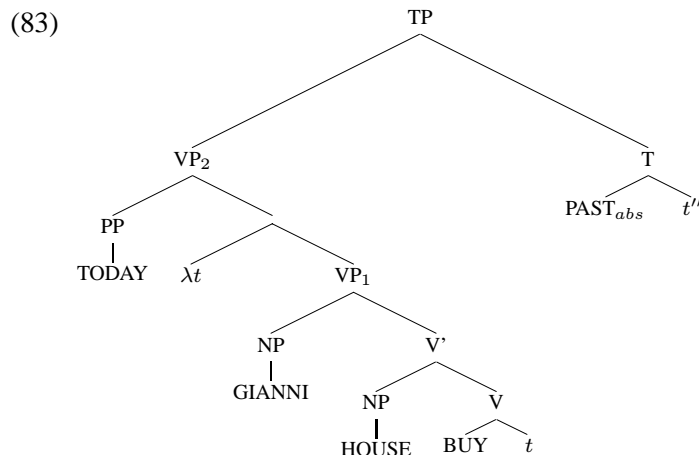 (83)
TP
VP₂ T
PP PASTₐbₛ t''
TODAY λt VP₁
NP V'
GIANNI NP V
HOUSE BUY t